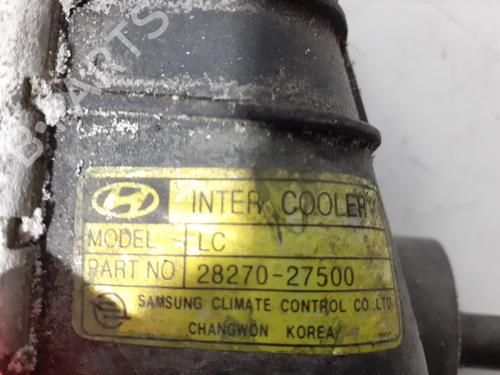 INTER COOLER
MODEL LC
PART NO 28270-27500
SAMSUNG CLIMATE CONTROL CO.,LTD
CHANGWON KOREA